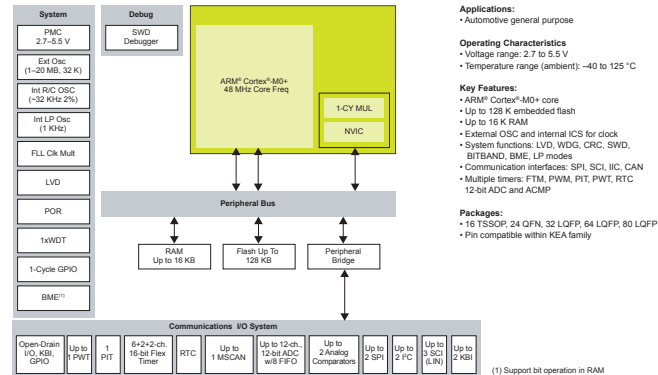 System
PMC
2.7–5.5 V
Ext Osc
(1–20 MB, 32 K)
Int R/C OSC
(~32 KHz 2%)
Int LP Osc
(1 KHz)
FLL Clk Mult
LVD
POR
1xWDT
1-Cycle GPIO
BME(1)
Debug
SWD
Debugger
ARM® Cortex®-M0+
48 MHz Core Freq
1-CY MUL
NVIC
Peripheral Bus
RAM
Up to 16 KB
Flash Up To
128 KB
Peripheral
Bridge
Communications I/O System
Open-Drain
I/O, KBI,
GPIO
Up to
1 PWT
1
PIT
6+2+2-ch.
16-bit Flex
Timer
RTC
Up to
1 MSCAN
Up to 12-ch.,
12-bit ADC
w/8 FIFO
Up to
2 Analog
Comparators
Up to
2 SPI
Up to
2 I²C
Up to
3 SCI
(LIN)
Up to
2 KBI
Applications:
• Automotive general purpose
Operating Characteristics
• Voltage range: 2.7 to 5.5 V
• Temperature range (ambient): –40 to 125 °C
Key Features:
• ARM® Cortex®-M0+ core
• Up to 128 K embedded flash
• Up to 16 K RAM
• External OSC and internal ICS for clock
• System functions: LVD, WDG, CRC, SWD,
BITBAND, BME, LP modes
• Communication interfaces: SPI, SCI, IIC, CAN
• Multiple timers: FTM, PWM, PIT, PWT, RTC
12-bit ADC and ACMP
Packages:
• 16 TSSOP, 24 QFN, 32 LQFP, 64 LQFP, 80 LQFP
• Pin compatible within KEA family
(1) Support bit operation in RAM